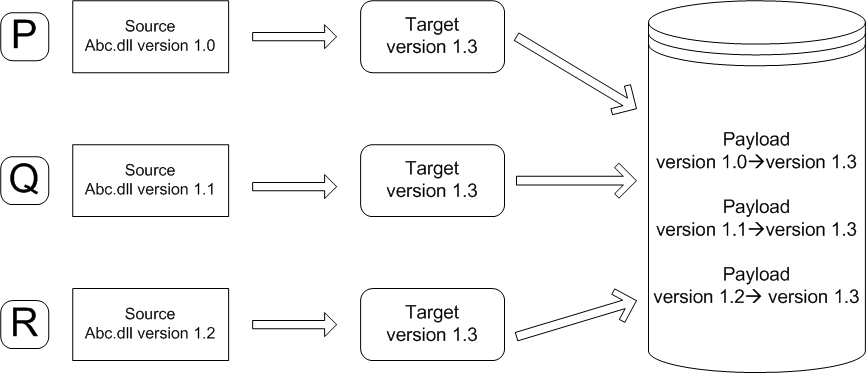 P
Source
Abc.dll version 1.0
Target
version 1.3
Q
Source
Abc.dll version 1.1
Target
version 1.3
R
Source
Abc.dll version 1.2
Target
version 1.3
Payload
version 1.0→version 1.3
Payload
version 1.1→version 1.3
Payload
version 1.2→ version 1.3